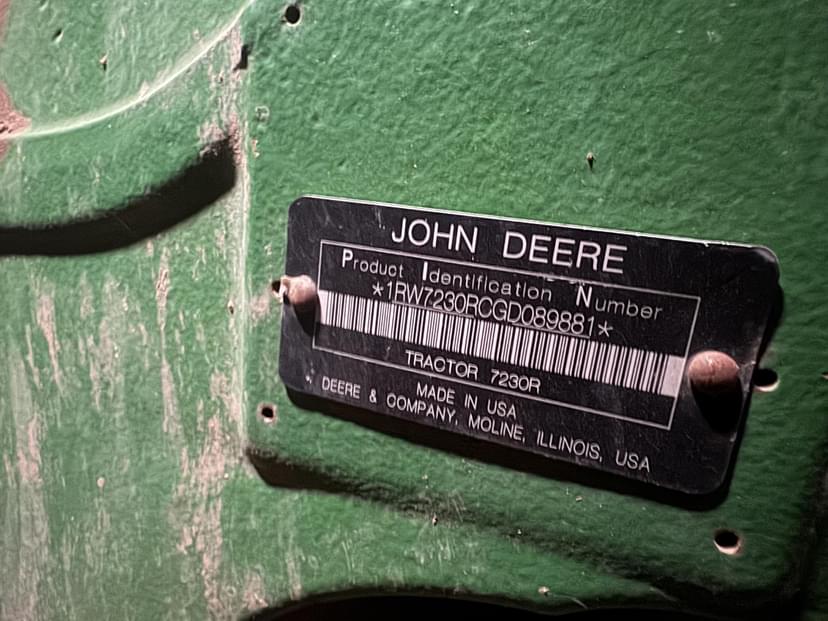 JOHN DEERE
Product Identification Number
*1RW7230RCGD089881*
TRACTOR 7230R
MADE IN USA
DEERE & COMPANY, MOLINE, ILLINOIS, USA